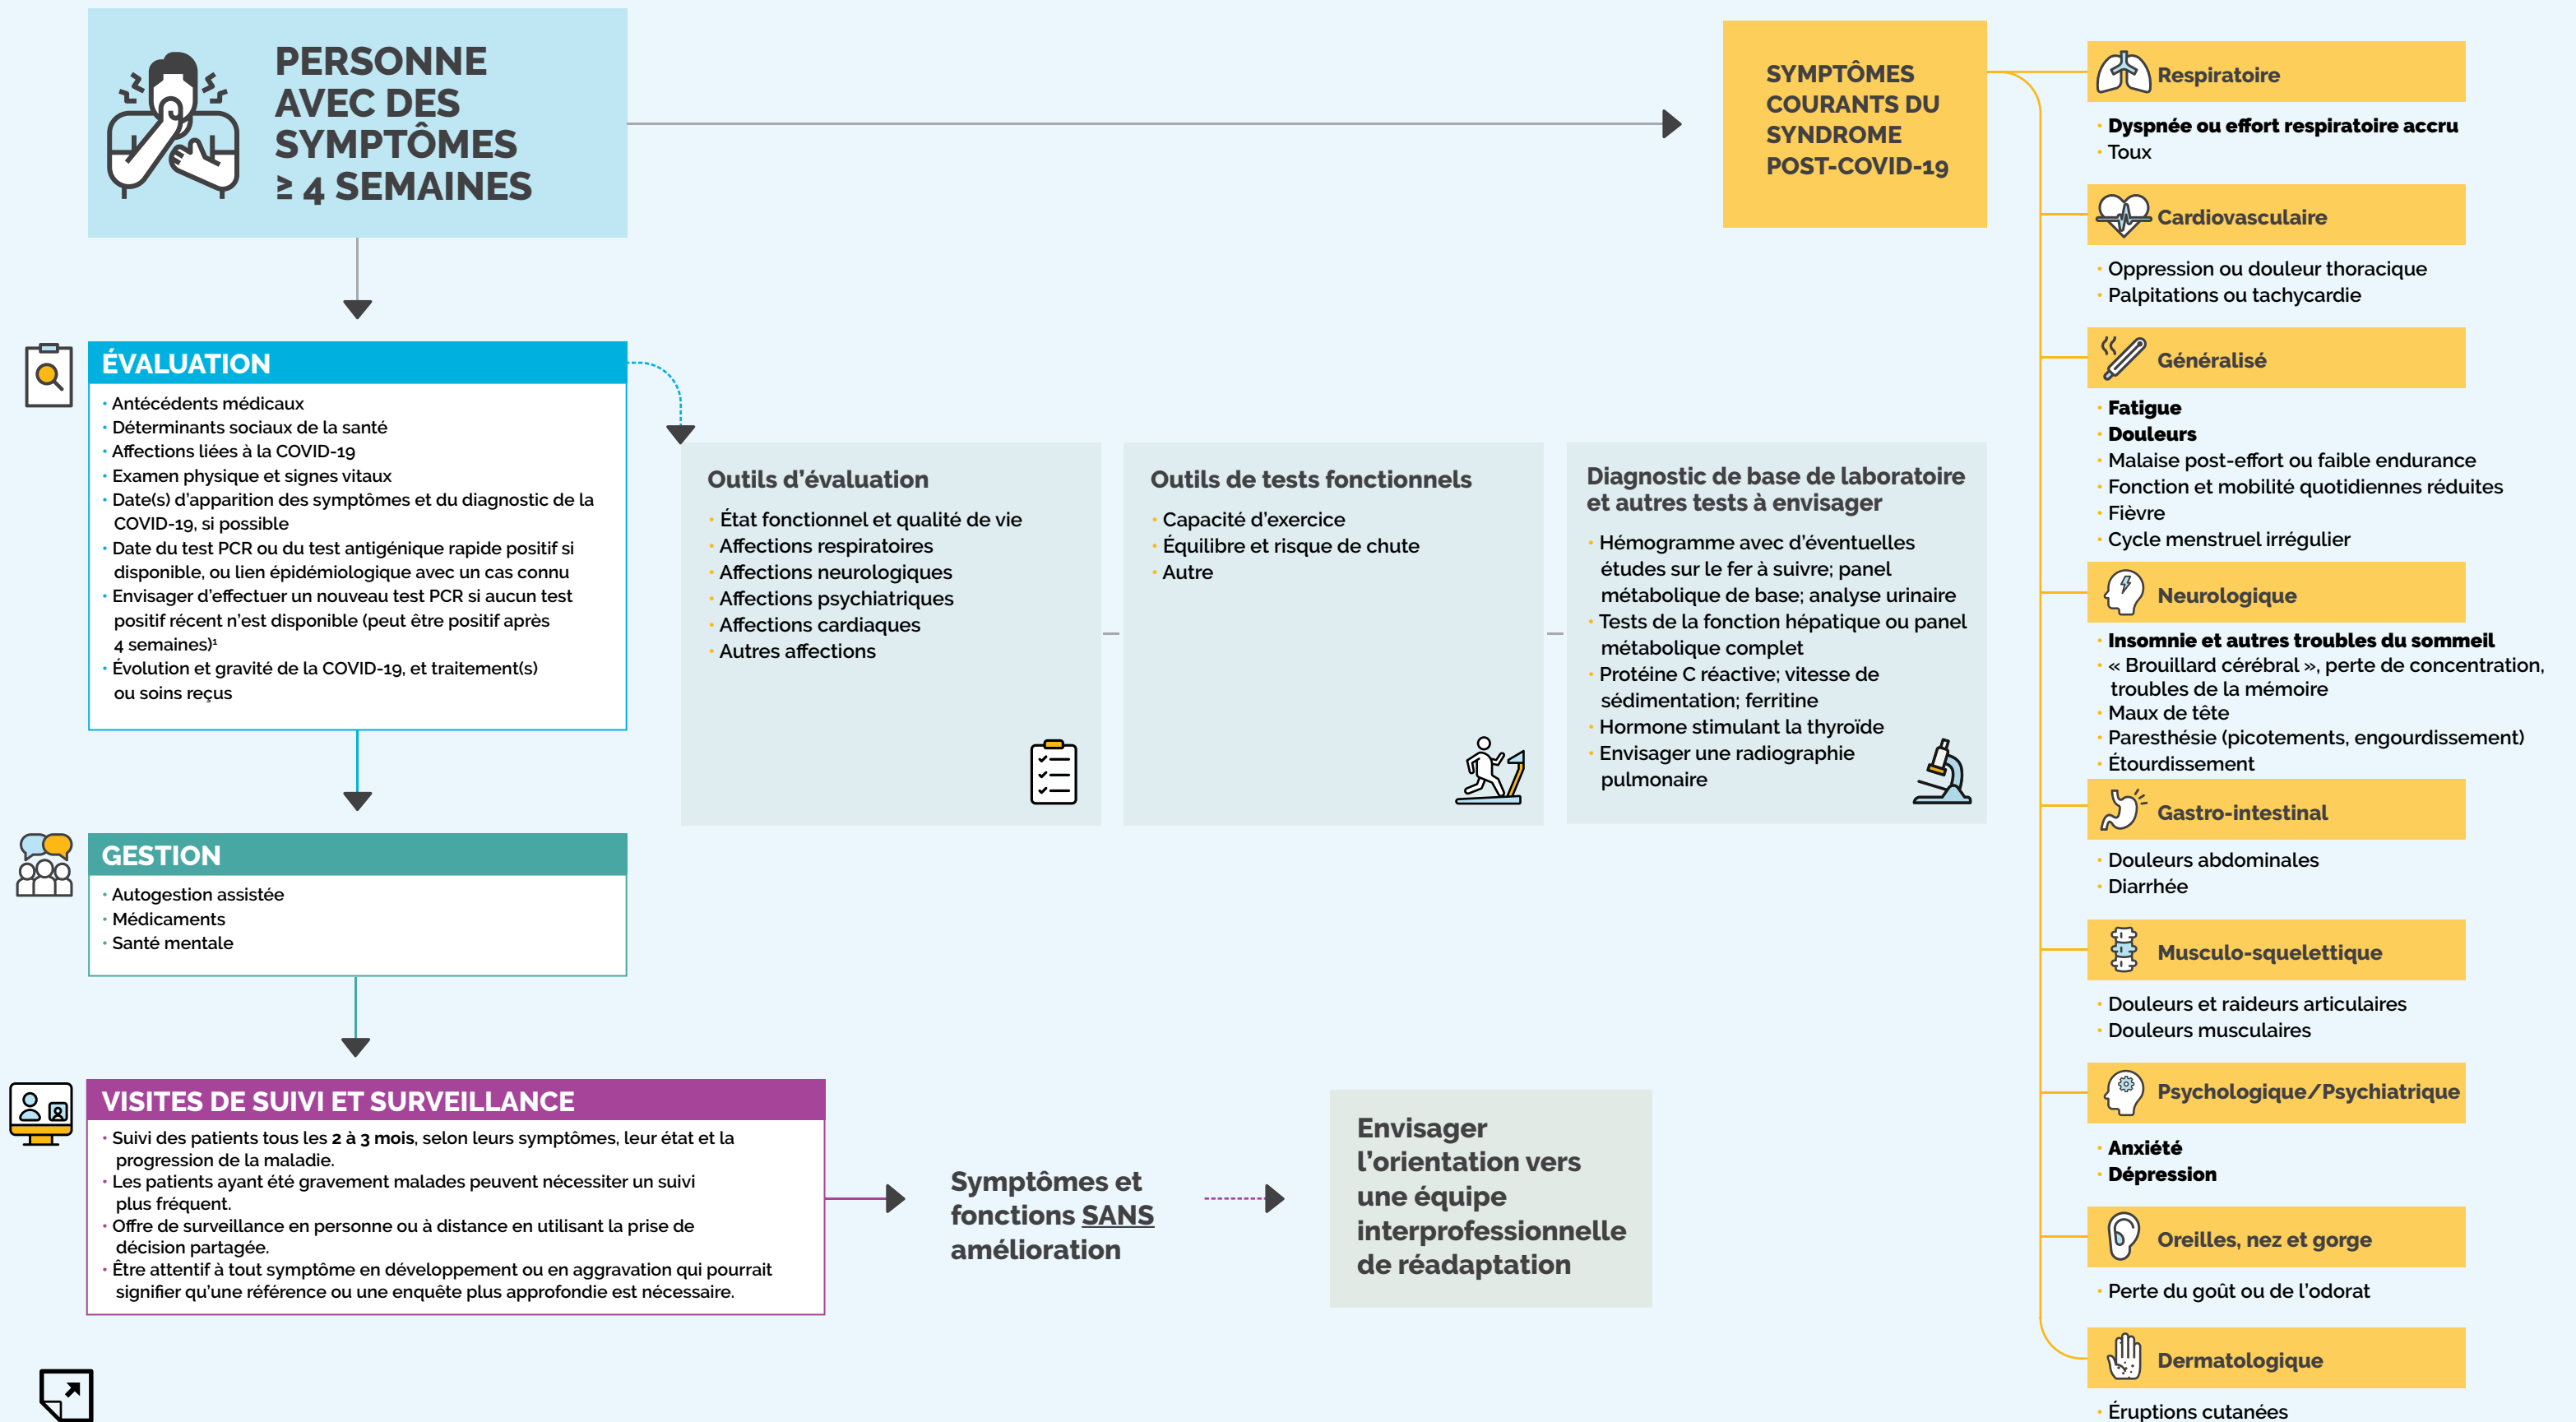 PERSONNE
AVEC DES
SYMPTÔMES
≥ 4 SEMAINES
ÉVALUATION
• Antécédents médicaux
• Déterminants sociaux de la santé
• Affections liées à la COVID-19
• Examen physique et signes vitaux
• Date(s) d’apparition des symptômes et du diagnostic de la
COVID-19, si possible
• Date du test PCR ou du test antigénique rapide positif si
disponible, ou lien épidémiologique avec un cas connu
• Envisager d’effectuer un nouveau test PCR si aucun test
positif récent n’est disponible (peut être positif après
4 semaines)¹
• Évolution et gravité de la COVID-19, et traitement(s)
ou soins reçus
Outils d’évaluation
• État fonctionnel et qualité de vie
• Affections respiratoires
• Affections neurologiques
• Affections psychiatriques
• Affections cardiaques
• Autres affections
Outils de tests fonctionnels
• Capacité d’exercice
• Équilibre et risque de chute
• Autre
Diagnostic de base de laboratoire
et autres tests à envisager
• Hémogramme avec d’éventuelles
études sur le fer à suivre; panel
métabolique de base; analyse urinaire
• Tests de la fonction hépatique ou panel
métabolique complet
• Protéine C réactive; vitesse de
sédimentation; ferritine
• Hormone stimulant la thyroïde
• Envisager une radiographie
pulmonaire
GESTION
• Autogestion assistée
• Médicaments
• Santé mentale
VISITES DE SUIVI ET SURVEILLANCE
• Suivi des patients tous les 2 à 3 mois, selon leurs symptômes, leur état et la
progression de la maladie.
• Les patients ayant été gravement malades peuvent nécessiter un suivi
plus fréquent.
• Offre de surveillance en personne ou à distance en utilisant la prise de
décision partagée.
• Être attentif à tout symptôme en développement ou en aggravation qui pourrait
signifier qu’une référence ou une enquête plus approfondie est nécessaire.
Symptômes et
fonctions SANS
amélioration
Envisager
l’orientation vers
une équipe
interprofessionnelle
de réadaptation
SYMPTÔMES
COURANTS DU
SYNDROME
POST-COVID-19
Respiratoire
• Dyspnée ou effort respiratoire accru
• Toux
Cardiovasculaire
• Oppression ou douleur thoracique
• Palpitations ou tachycardie
Généralisé
• Fatigue
• Douleurs
• Malaise post-effort ou faible endurance
• Fonction et mobilité quotidiennes réduites
• Fièvre
• Cycle menstruel irrégulier
Neurologique
• Insomnie et autres troubles du sommeil
• « Brouillard cérébral », perte de concentration,
troubles de la mémoire
• Maux de tête
• Paresthésie (picotements, engourdissement)
• Étourdissement
Gastro-intestinal
• Douleurs abdominales
• Diarrhée
Musculo-squelettique
• Douleurs et raideurs articulaires
• Douleurs musculaires
Psychologique/Psychiatrique
• Anxiété
• Dépression
Oreilles, nez et gorge
• Perte du goût ou de l’odorat
Dermatologique
• Éruptions cutanées